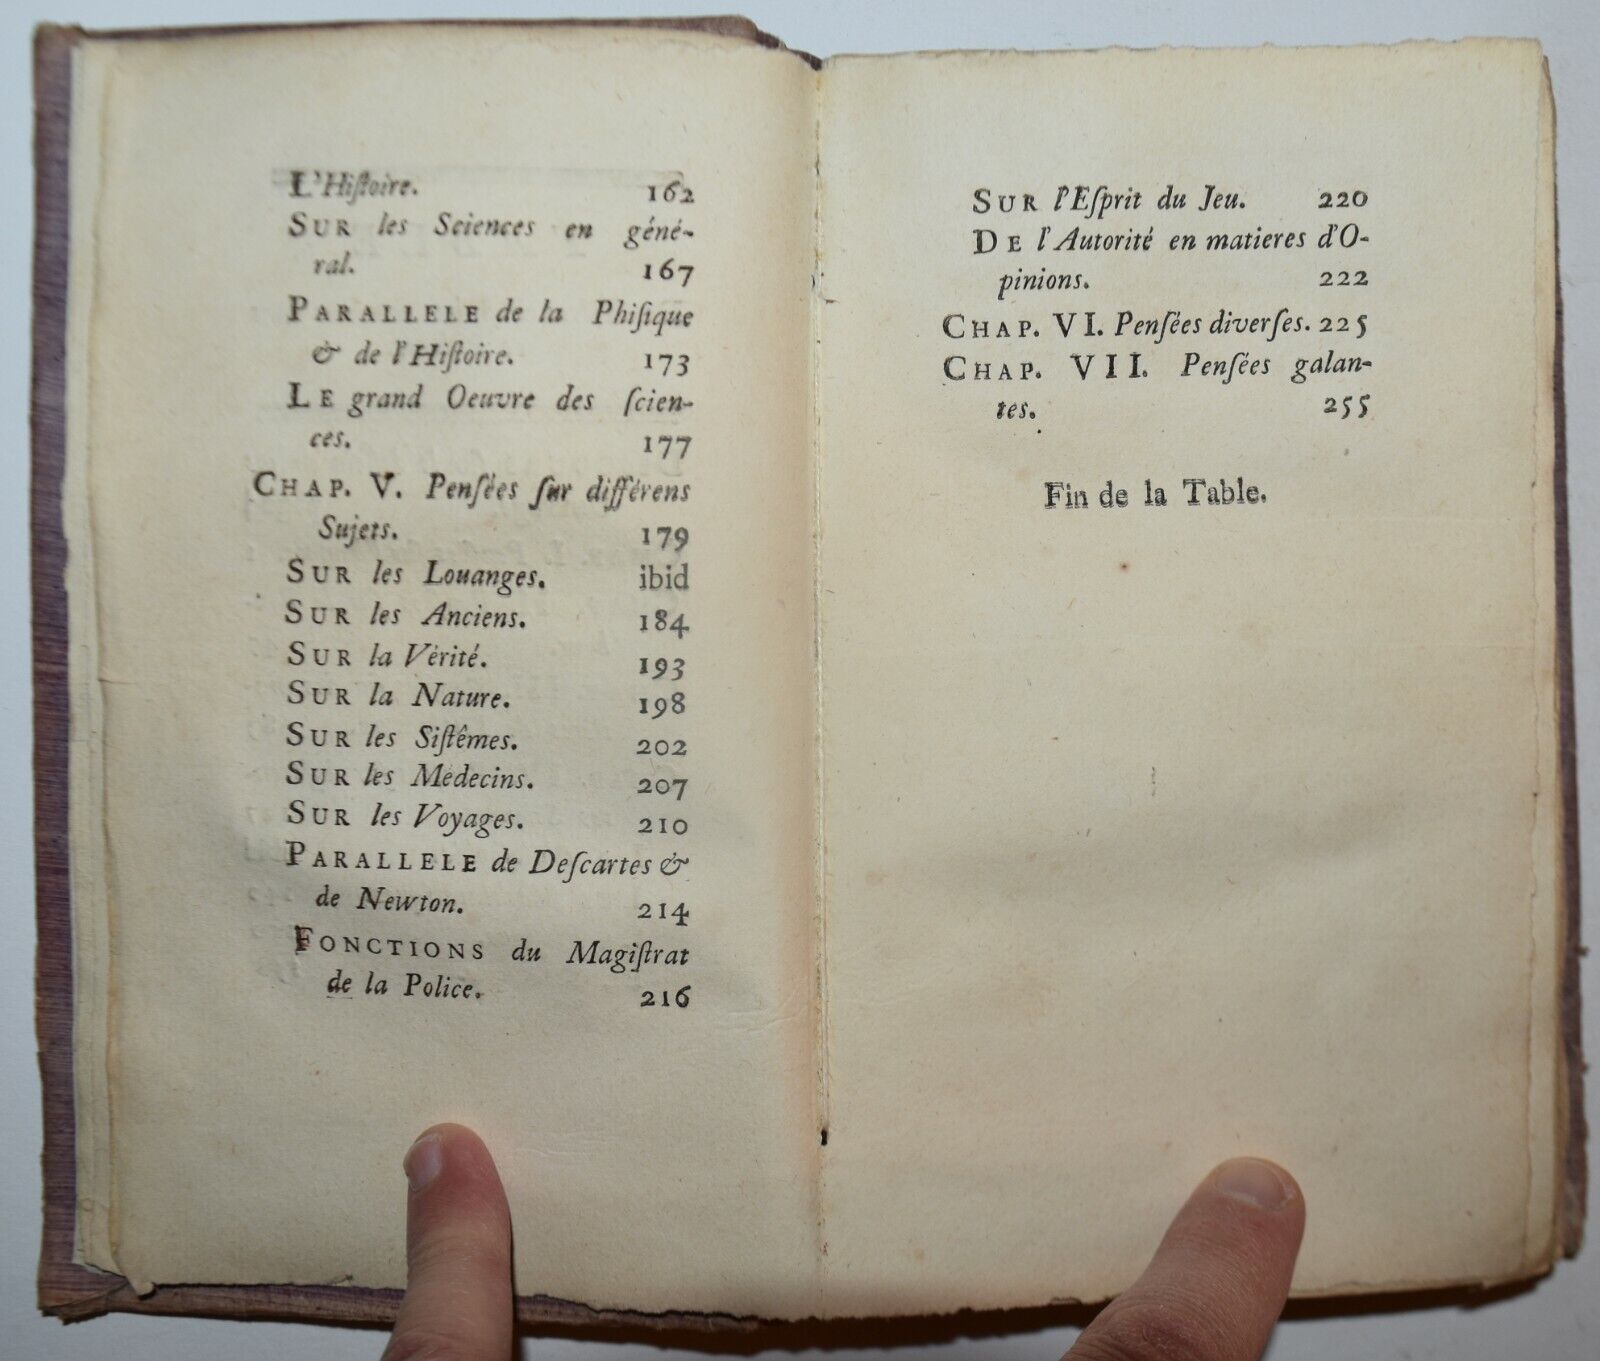 L'Hiſtoire. 162
SUR les Sciences en géné-
ral. 167
PARALLELE de la Phiſique
& de l'Hiſtoire. 173
LE grand Oeuvre des ſcien-
ces. 177
CHAP. V. Penſées ſur différens
Sujets. 179
SUR les Louanges. ibid
SUR les Anciens. 184
SUR la Vérité. 193
SUR la Nature. 198
SUR les Siſtêmes. 202
SUR les Médecins. 207
SUR les Voyages. 210
PARALLELE de Deſcartes &
de Newton. 214
FONCTIONS du Magiſtrat
de la Police. 216
SUR l'Eſprit du Jeu. 220
DE l'Autorité en matieres d'O-
pinions. 222
CHAP. VI. Penſées diverſes. 225
CHAP. VII. Penſées galan-
tes. 255
Fin de la Table.